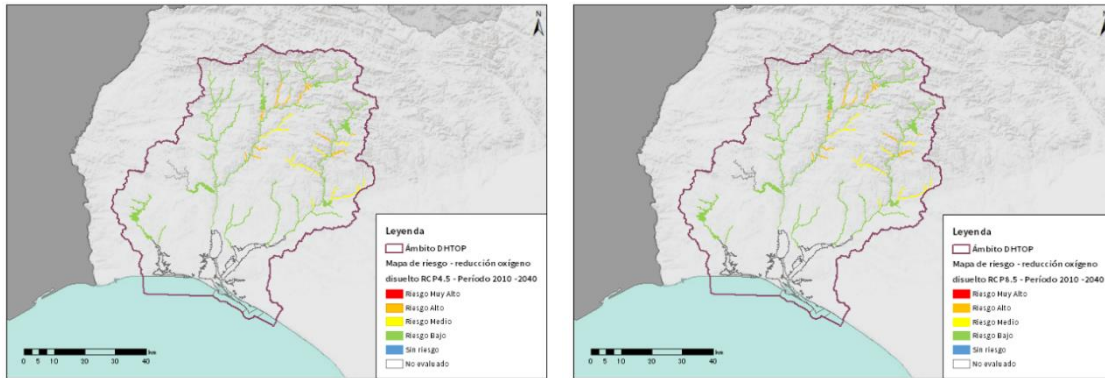 N
Leyenda
Ámbito DHTOP
Mapa de riesgo - reducción oxígeno
disuelto RCP4.5 - Período 2010 -2040
Riesgo Muy Alto
Riesgo Alto
Riesgo Medio
Riesgo Bajo
Sin riesgo
No evaluado
0 5 10 20 30 40
km
N
Leyenda
Ámbito DHTOP
Mapa de riesgo - reducción oxígeno
disuelto RCP8.5 - Período 2010 -2040
Riesgo Muy Alto
Riesgo Alto
Riesgo Medio
Riesgo Bajo
Sin riesgo
No evaluado
0 5 10 20 30 40
km